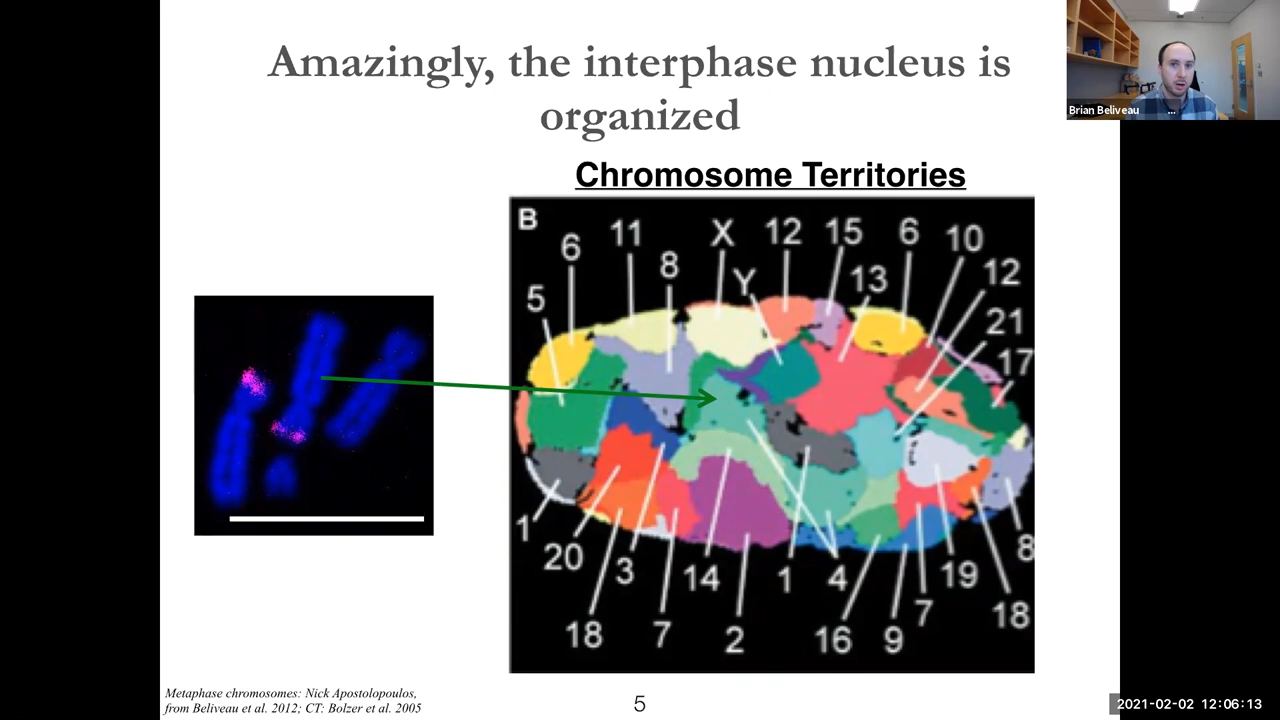 Amazingly, the interphase nucleus is
organized
Brian Beliveau
...
Chromosome Territories
B
6 11 X 12 15 6 10
5 8 Y 13 12
21
17
1 20 3 14 1 4 19 8
18 7 2 16 9 7 18
Metaphase chromosomes: Nick Apostolopoulos,
from Beliveau et al. 2012; CT: Bolzer et al. 2005
5
2021-02-02 12:06:13